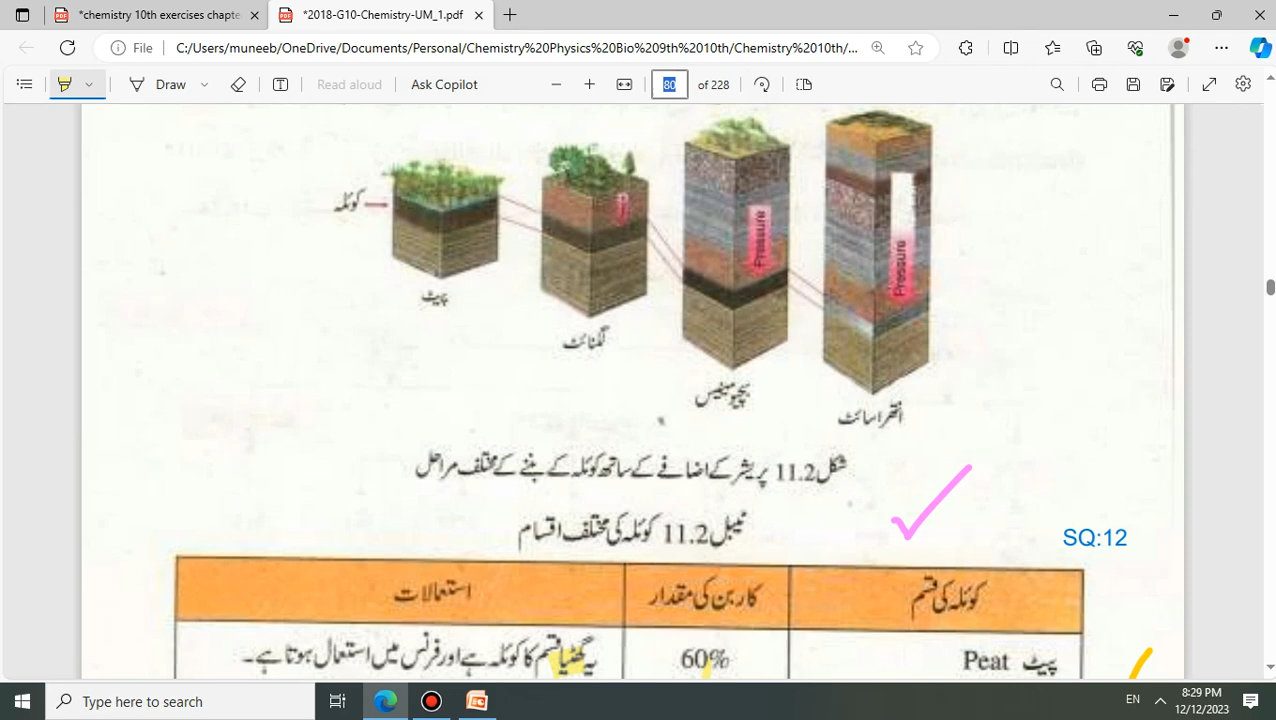 *chemistry 10th exercises chapte
*2018-G10-Chemistry-UM_1.pdf
File
C:/Users/muneeb/OneDrive/Documents/Personal/Chemistry%20Physics%20Bio%209th%2010th/Chemistry%2010th/...
Draw
Read aloud
Ask Copilot
80
of 228
کوئلہ
Pressure
Pressure
پیٹ
لگنائٹ
بیچیومینس
انتھراسائٹ
شکل 11.2 پریشر کے اضافے کے ساتھ کوئلہ کے بننے کے مختلف مراحل
ٹیبل 11.2 کوئلہ کی مختلف اقسام
SQ:12
کوئلہ کی قسم
کاربن کی مقدار
استعمالات
پیٹ Peat
60%
یہ گھٹیا قسم کا کوئلہ ہے اور فرنس میں استعمال ہوتا ہے۔
Type here to search
EN
8:29 PM
12/12/2023